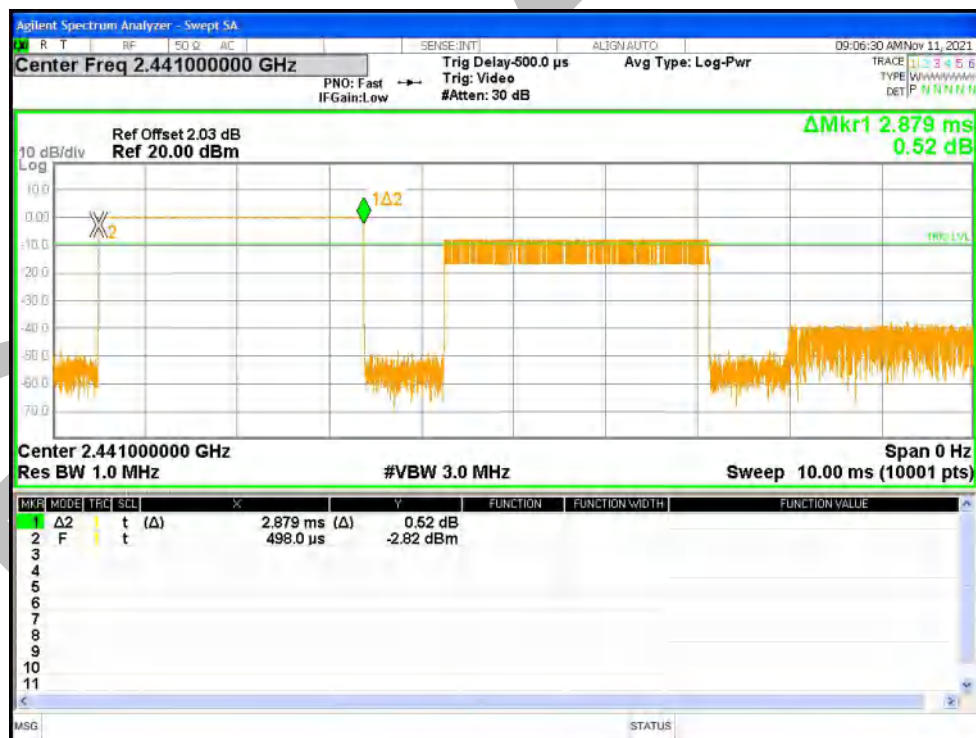 Agilent Spectrum Analyzer - Swept SA
R T RF 50 Ω AC SENSE:INT ALIGN AUTO 09:06:30 AM Nov 11, 2021
Center Freq 2.441000000 GHz
Trig Delay-500.0 µs Avg Type: Log-Pwr TRACE 1 2 3 4 5 6
PNO: Fast Trig: Video TYPE W
IFGain:Low #Atten: 30 dB DET P N N N N N
ΔMkr1 2.879 ms
0.52 dB
Ref Offset 2.03 dB
10 dB/div Ref 20.00 dBm
Log
10.0
0.00
-10.0
-20.0
-30.0
-40.0
-50.0
-60.0
-70.0
1Δ2
2
TRIG LVL
Center 2.441000000 GHz Span 0 Hz
Res BW 1.0 MHz #VBW 3.0 MHz Sweep 10.00 ms (10001 pts)
MKR MODE TRC SCL X Y FUNCTION FUNCTION WIDTH FUNCTION VALUE
1 Δ2 1 t (Δ) 2.879 ms (Δ) 0.52 dB
2 F 1 t 498.0 µs -2.82 dBm
3
4
5
6
7
8
9
10
11
MSG STATUS